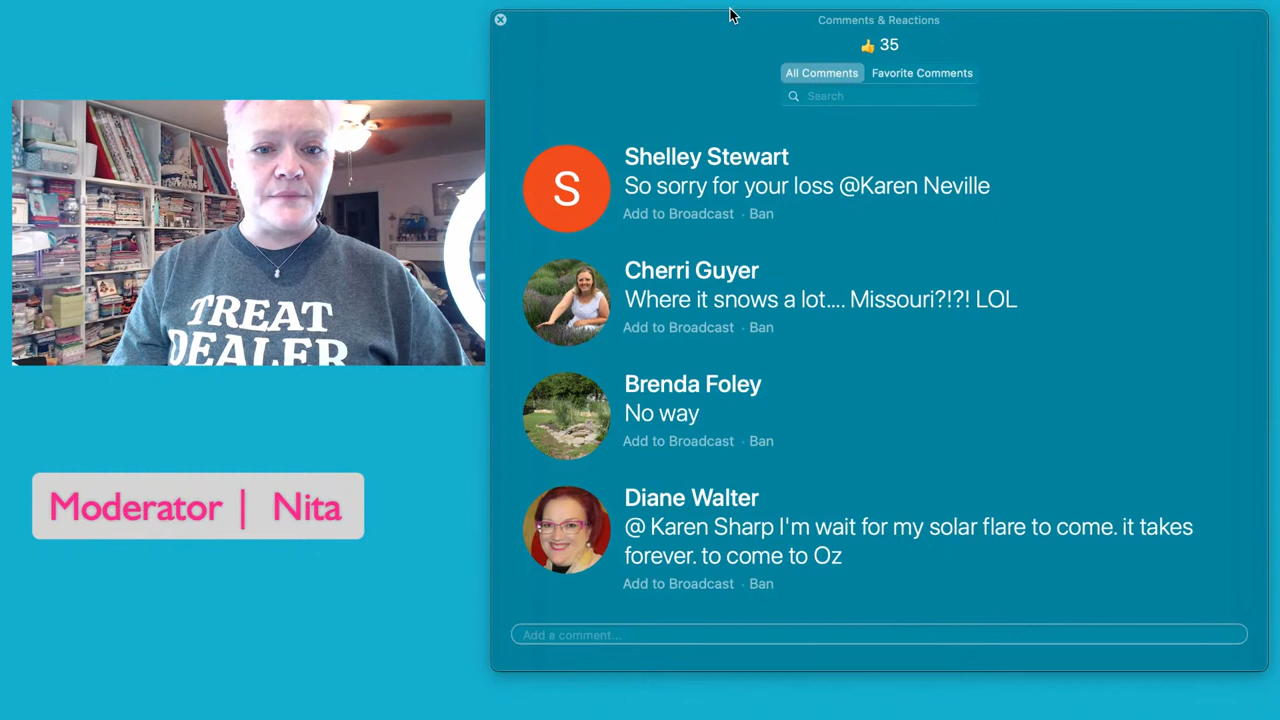 Comments & Reactions
👍 35
All Comments Favorite Comments
Search
S
Shelley Stewart
So sorry for your loss @Karen Neville
Add to Broadcast · Ban
Cherri Guyer
Where it snows a lot.... Missouri?!?! LOL
Add to Broadcast · Ban
Brenda Foley
No way
Add to Broadcast · Ban
Diane Walter
@ Karen Sharp I'm wait for my solar flare to come. it takes
forever. to come to Oz
Add to Broadcast · Ban
Add a comment...
TREAT
DEALER
Moderator | Nita